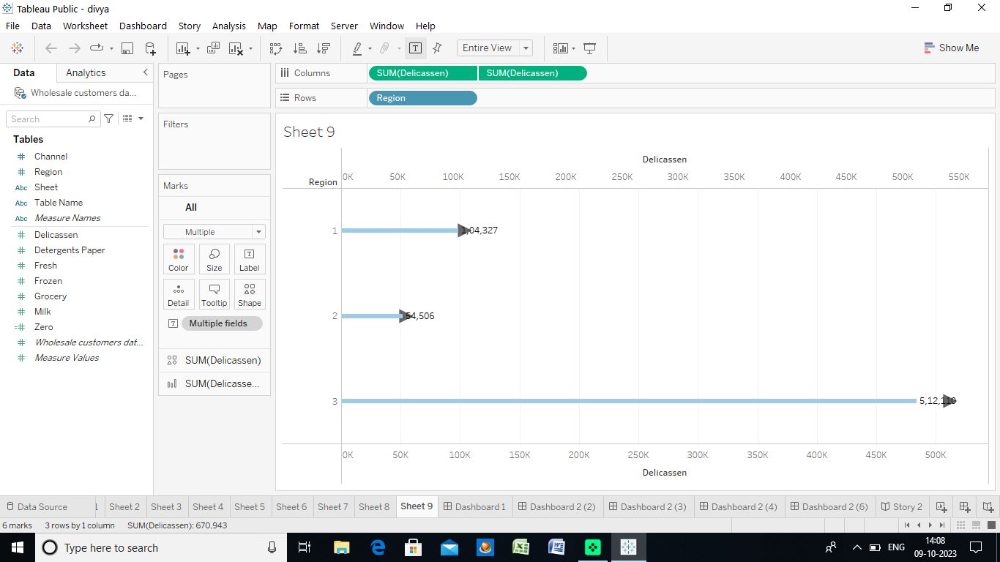 Tableau Public - divya
File Data Worksheet Dashboard Story Analysis Map Format Server Window Help
Entire View
Show Me
Data Analytics
Wholesale customers da...
Search
Tables
Channel
Region
Abc Sheet
Abc Table Name
Abc Measure Names
Delicassen
Detergents Paper
Fresh
Frozen
Grocery
Milk
Zero
Wholesale customers dat...
Measure Values
Pages
Filters
Marks
All
Multiple
Color Size Label
Detail Tooltip Shape
Multiple fields
SUM(Delicassen)
SUM(Delicasse...
Columns SUM(Delicassen) SUM(Delicassen)
Rows Region
Sheet 9
Delicassen
Region 0K 50K 100K 150K 200K 250K 300K 350K 400K 450K 500K 550K
1 1,04,327
2 54,506
3 5,12,110
0K 50K 100K 150K 200K 250K 300K 350K 400K 450K 500K
Delicassen
Data Source Sheet 2 Sheet 3 Sheet 4 Sheet 5 Sheet 6 Sheet 7 Sheet 8 Sheet 9 Dashboard 1 Dashboard 2 (2) Dashboard 2 (3) Dashboard 2 (4) Dashboard 2 (6) Story 2
6 marks 3 rows by 1 column SUM(Delicassen): 670,943
Type here to search
ENG
14:08
09-10-2023